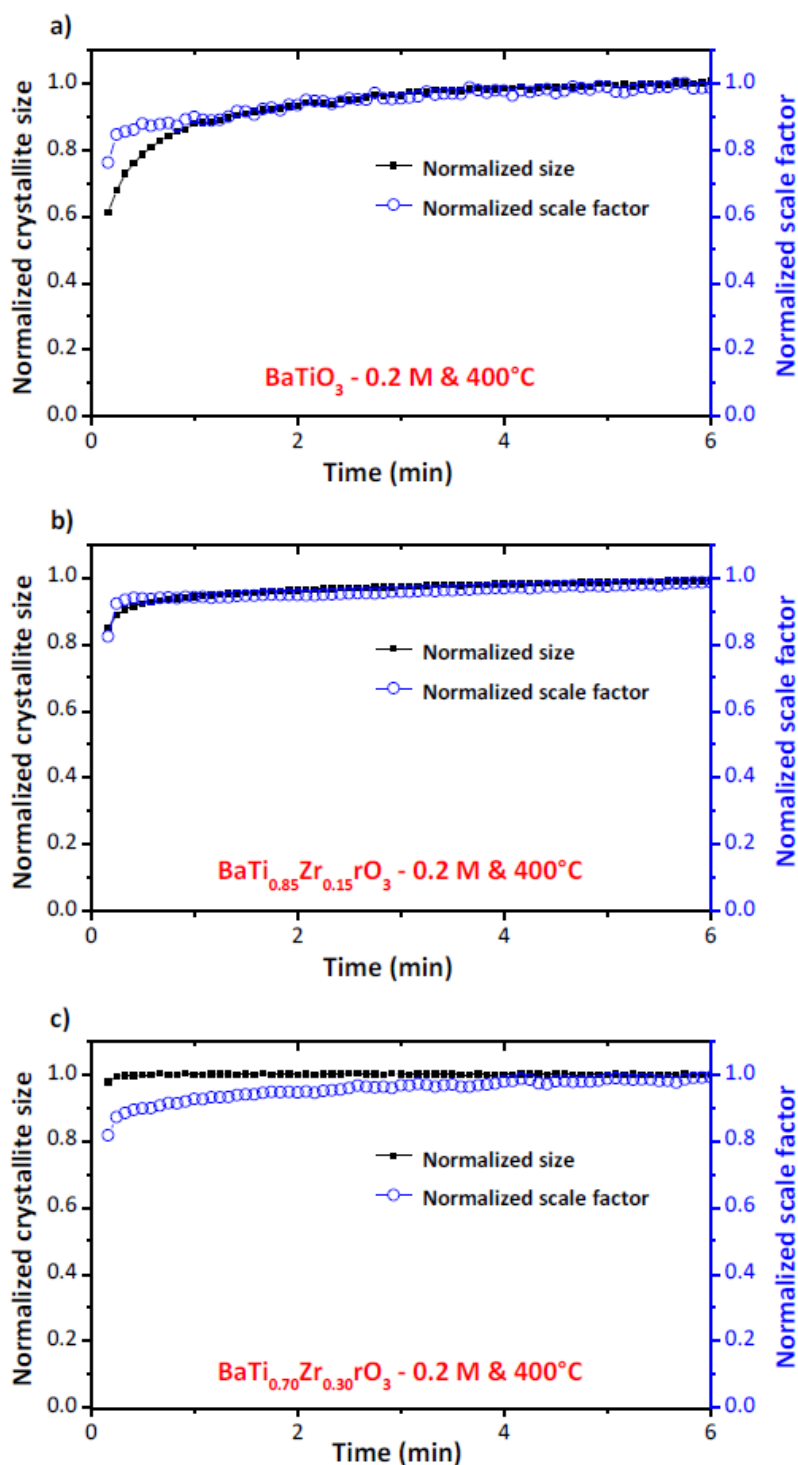 a)
Normalized crystallite size
1.0
0.8
0.6
0.4
0.2
0.0
Normalized size
Normalized scale factor
BaTiO3 - 0.2 M & 400°C
1.0
0.8
0.6
0.4
0.2
0.0
Normalized scale factor
0 2 4 6
Time (min)
b)
Normalized crystallite size
1.0
0.8
0.6
0.4
0.2
0.0
Normalized size
Normalized scale factor
BaTi0.85Zr0.15rO3 - 0.2 M & 400°C
1.0
0.8
0.6
0.4
0.2
0.0
Nomalized scale factor
0 2 4 6
Time (min)
c)
Normalized crystallite size
1.0
0.8
0.6
0.4
0.2
0.0
Normalized size
Normalized scale factor
BaTi0.70Zr0.30rO3 - 0.2 M & 400°C
1.0
0.8
0.6
0.4
0.2
0.0
Normalized scale factor
0 2 4 6
Time (min)